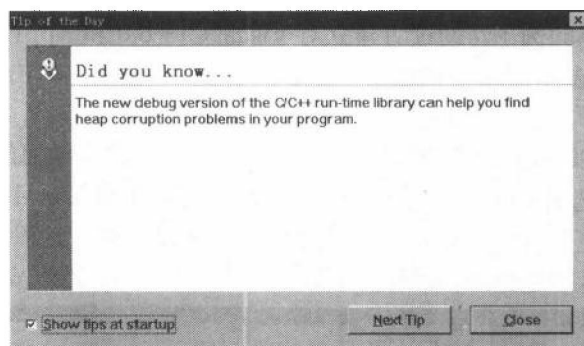 Tip of the Day
Did you know...
The new debug version of the C/C++ run-time library can help you find
heap corruption problems in your program.
Show tips at startup
Next Tip
Close